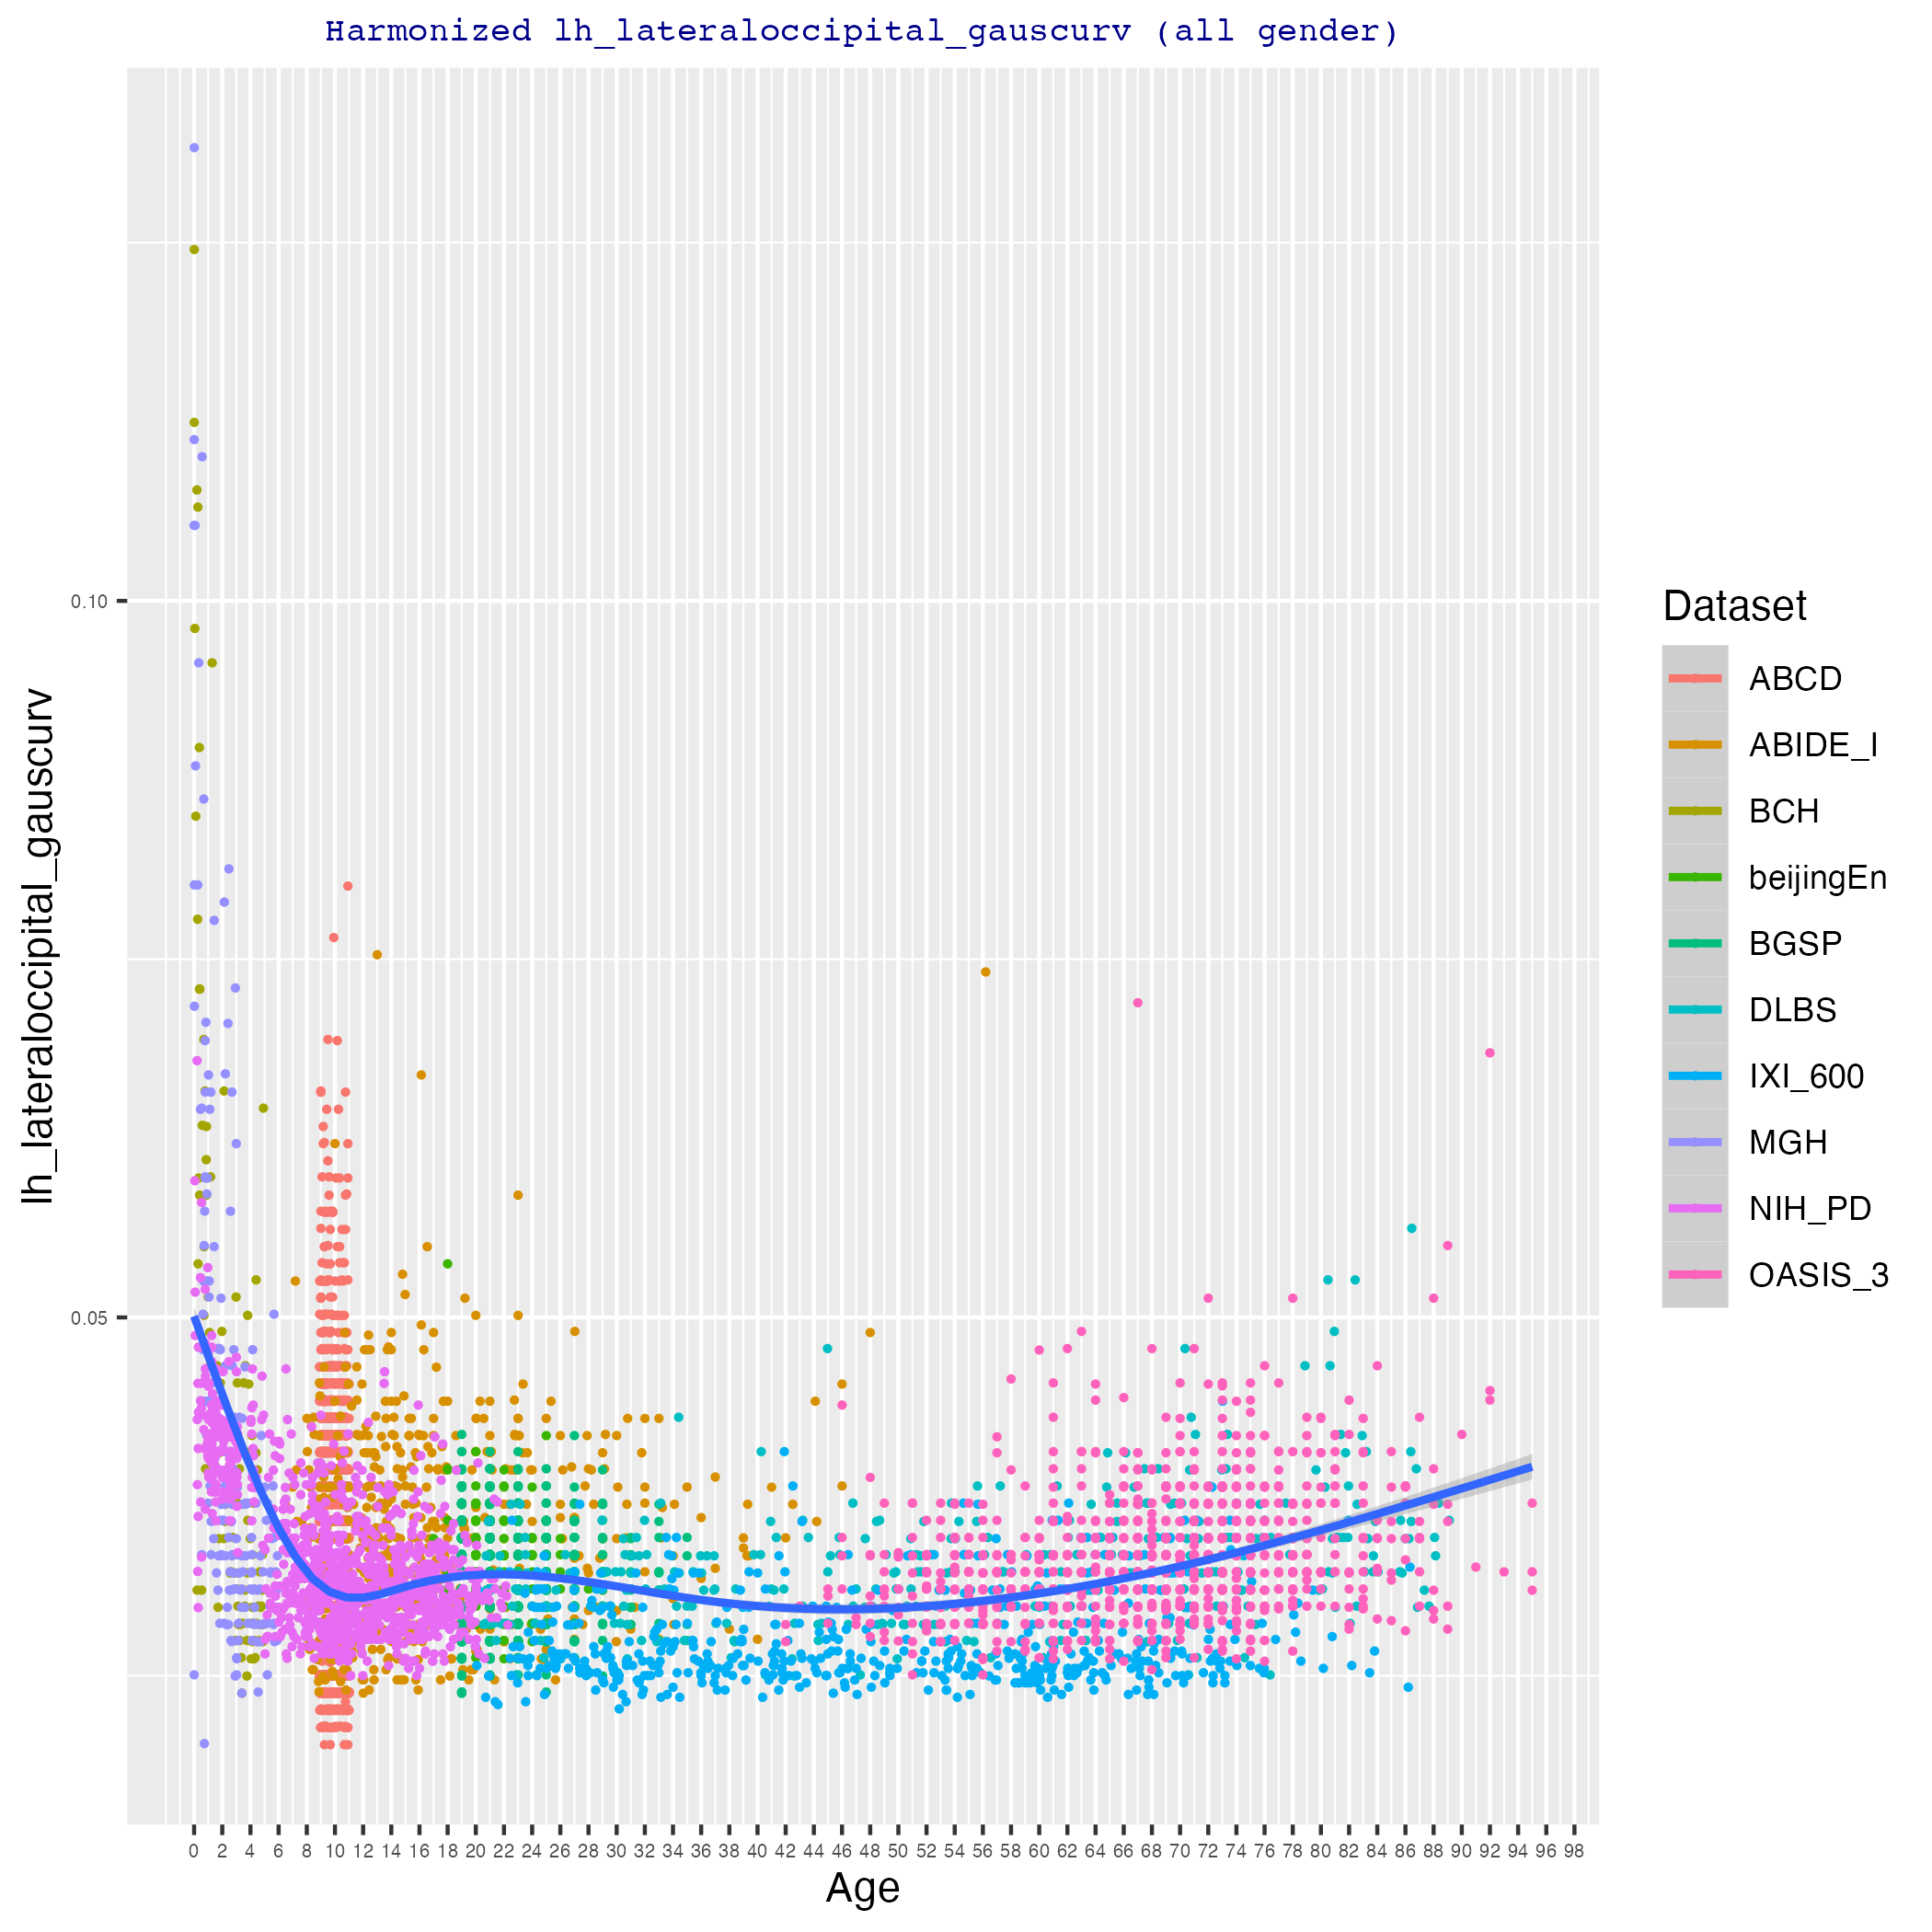 Harmonized lh_lateraloccipital_gauscurv (all gender)
lh_lateraloccipital_gauscurv
0.10
0.05
0 2 4 6 8 10 12 14 16 18 20 22 24 26 28 30 32 34 36 38 40 42 44 46 48 50 52 54 56 58 60 62 64 66 68 70 72 74 76 78 80 82 84 86 88 90 92 94 96 98
Age
Dataset
ABCD
ABIDE_I
BCH
beijingEn
BGSP
DLBS
IXI_600
MGH
NIH_PD
OASIS_3